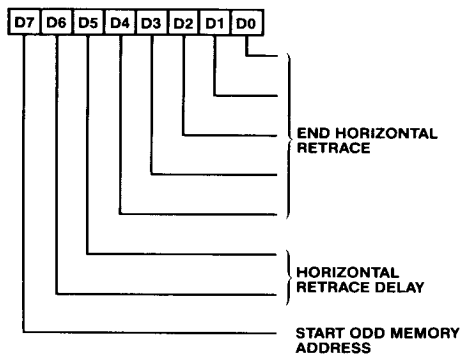 D7 D6 D5 D4 D3 D2 D1 D0
END HORIZONTAL
RETRACE
HORIZONTAL
RETRACE DELAY
START ODD MEMORY
ADDRESS